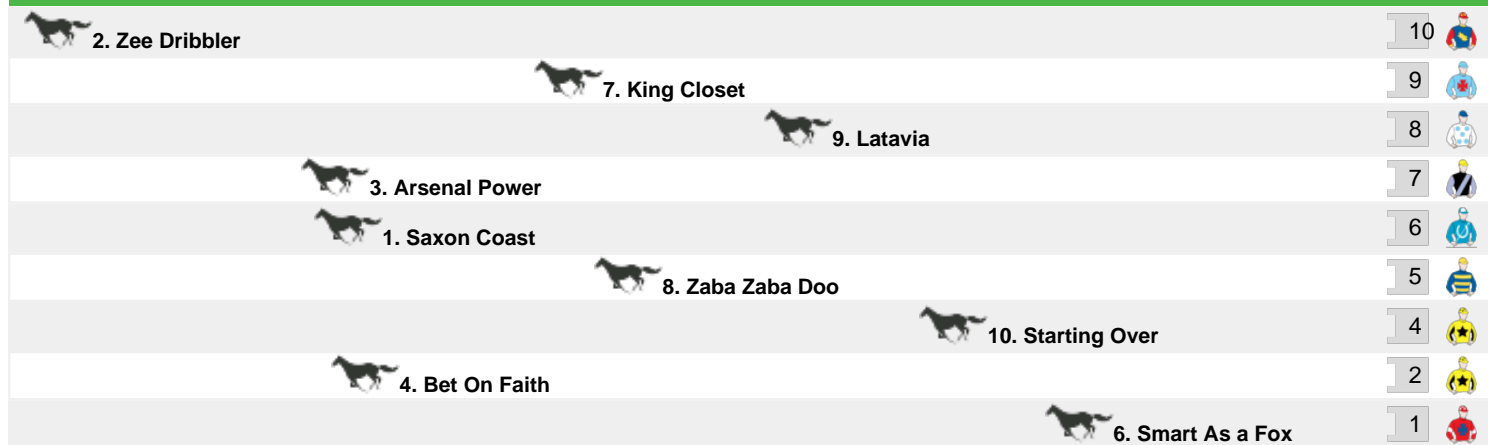 2. Zee Dribbler 10
7. King Closet 9
9. Latavia 8
3. Arsenal Power 7
1. Saxon Coast 6
8. Zaba Zaba Doo 5
10. Starting Over 4
4. Bet On Faith 2
6. Smart As a Fox 1